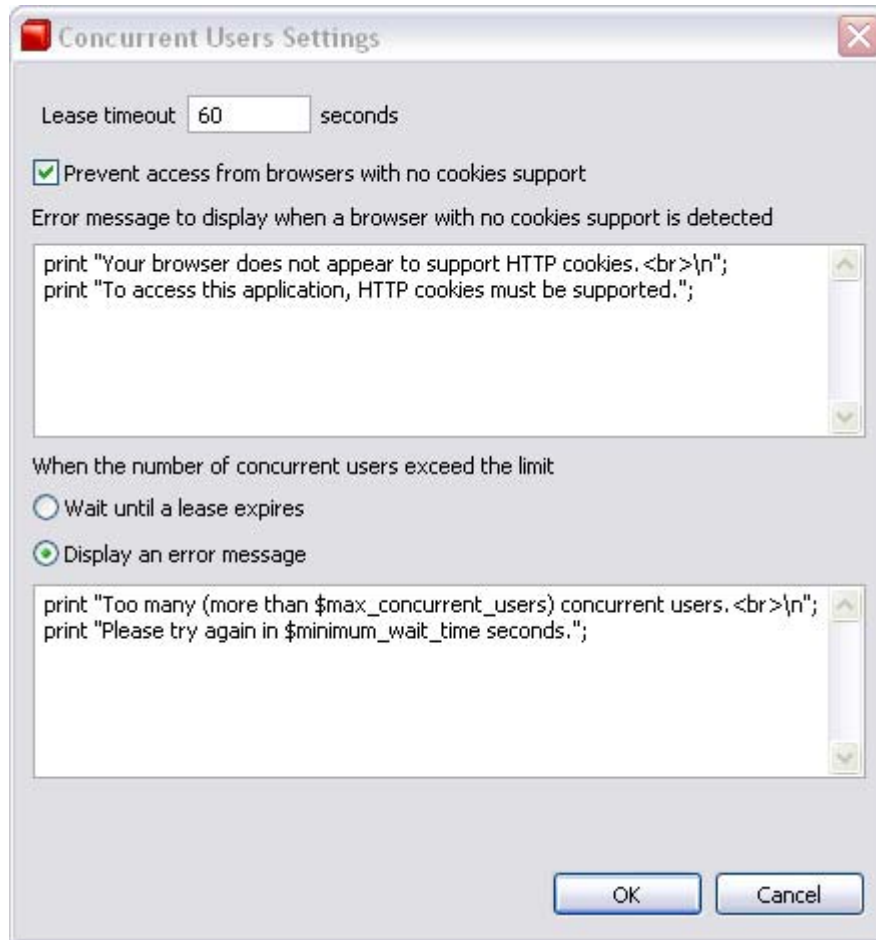 Concurrent Users Settings
Lease timeout 60 seconds
Prevent access from browsers with no cookies support
Error message to display when a browser with no cookies support is detected
print "Your browser does not appear to support HTTP cookies.<br>\n";
print "To access this application, HTTP cookies must be supported.";
When the number of concurrent users exceed the limit
Wait until a lease expires
Display an error message
print "Too many (more than $max_concurrent_users) concurrent users.<br>\n";
print "Please try again in $minimum_wait_time seconds.";
OK Cancel